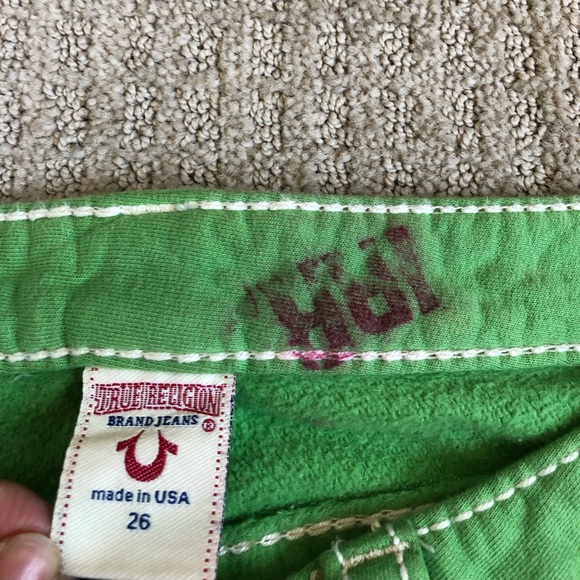 TRUE RELIGION
BRAND JEANS ®
made in USA
26